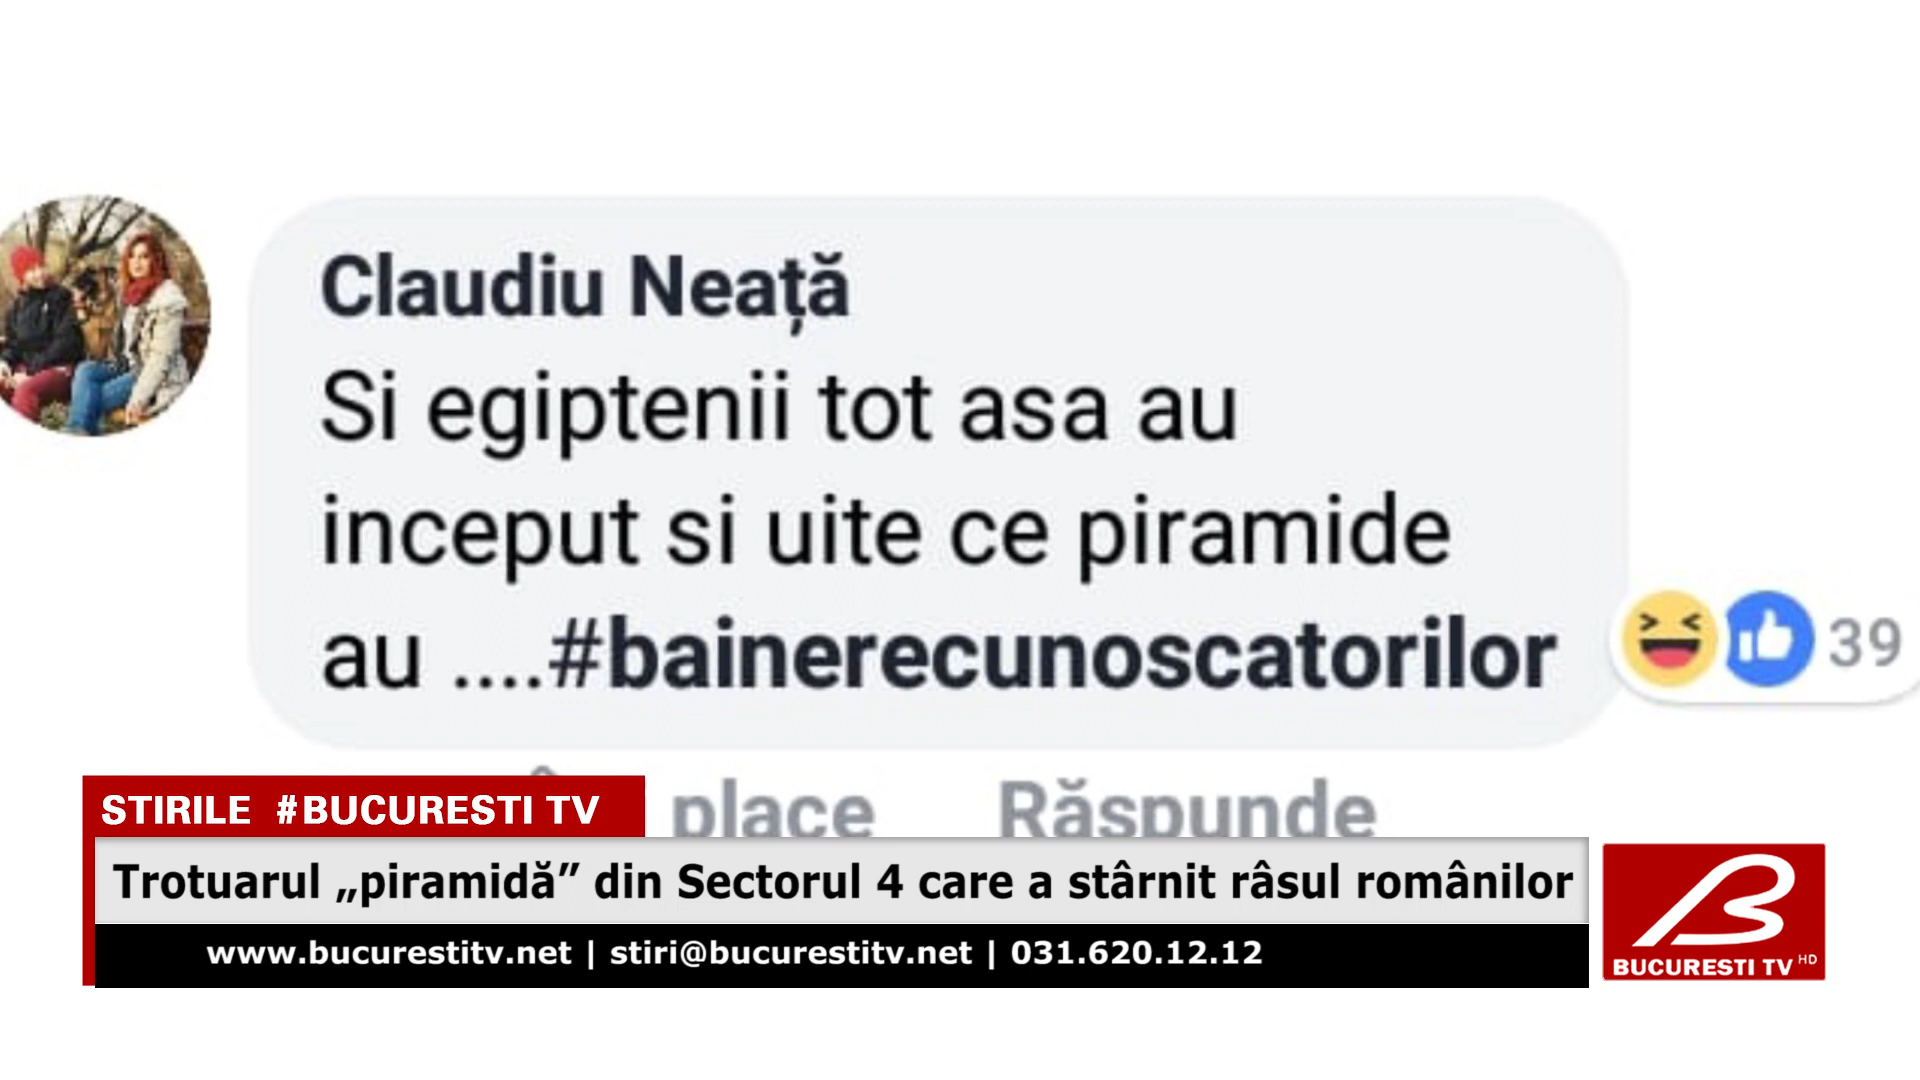 Claudiu Neață
Si egiptenii tot asa au
inceput si uite ce piramide
au ....#bainerecunoscatorilor
39
place Răspunde
STIRILE #BUCURESTI TV
Trotuarul „piramidă” din Sectorul 4 care a stârnit râsul românilor
www.bucurestitv.net | stiri@bucurestitv.net | 031.620.12.12
BUCURESTI TV HD